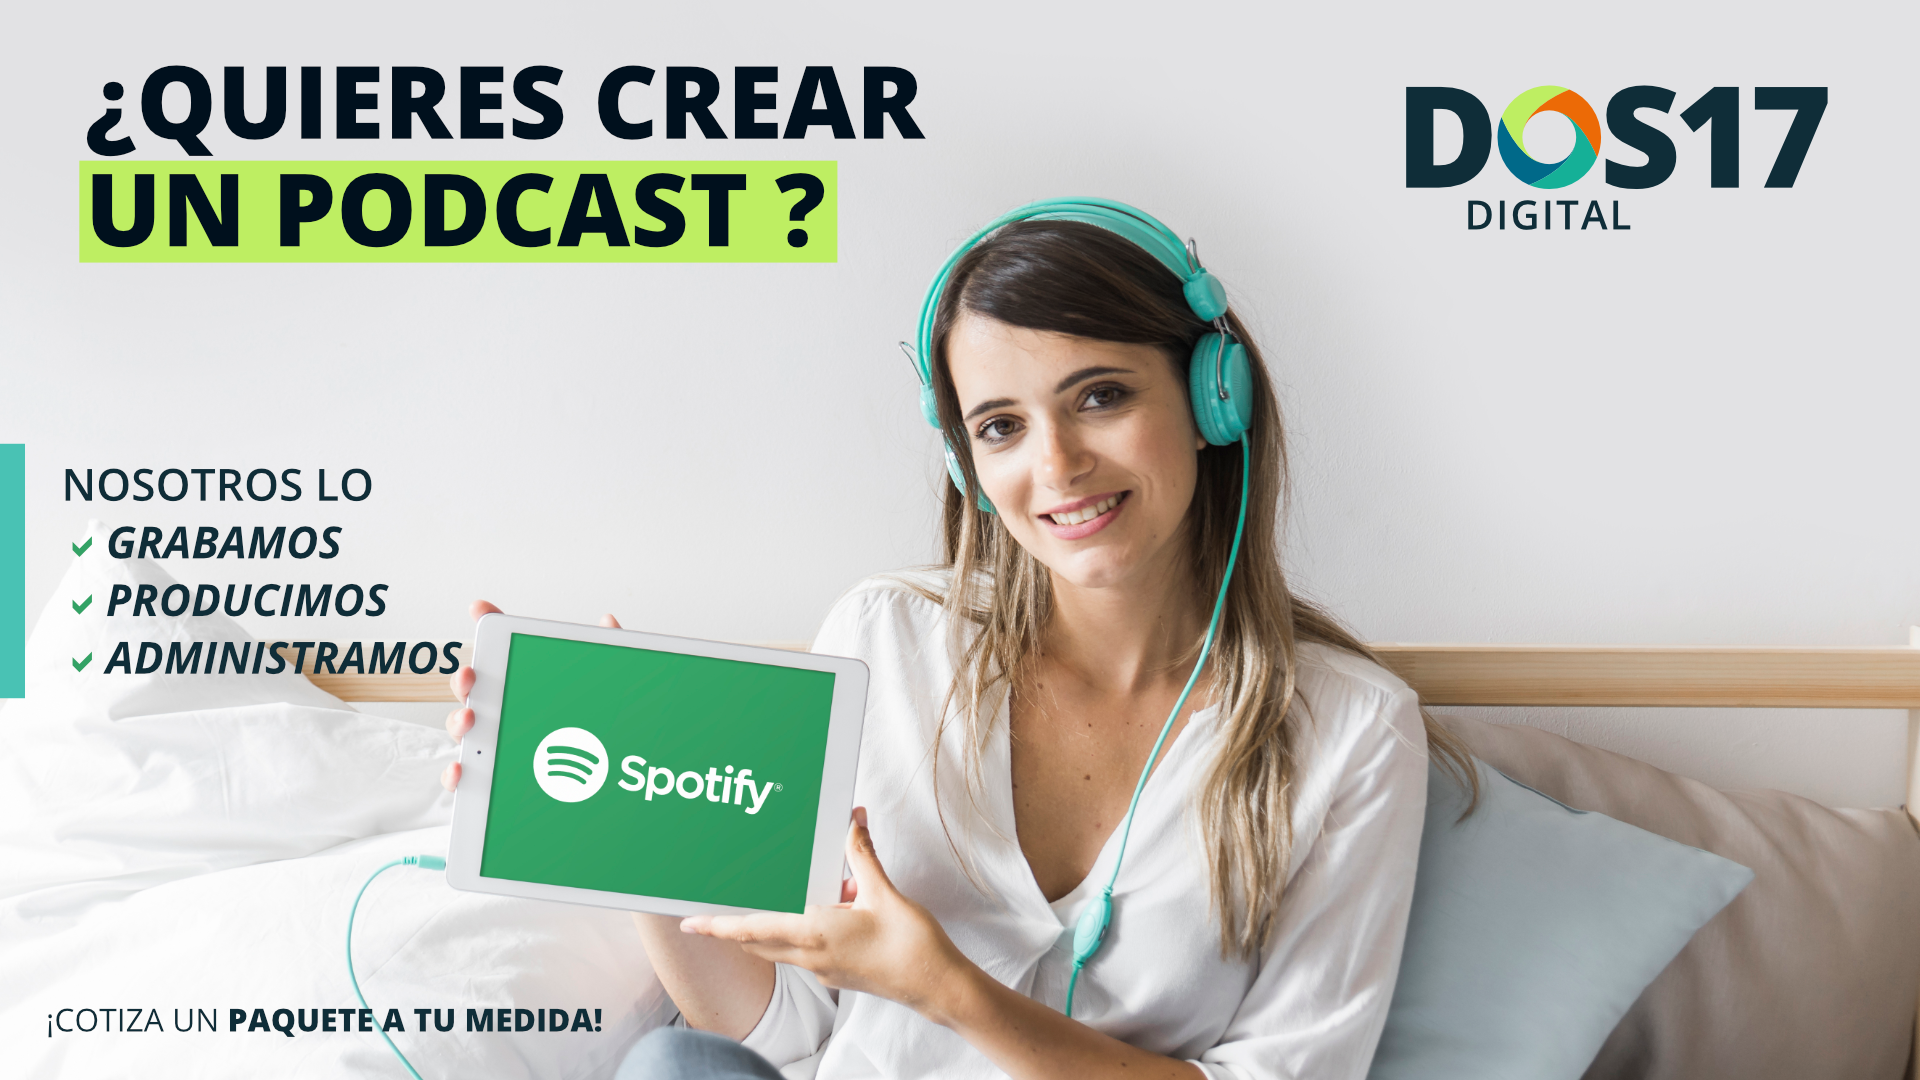 ¿QUIERES CREAR
UN PODCAST ?
DOS17
DIGITAL
NOSOTROS LO
GRABAMOS
PRODUCIMOS
ADMINISTRAMOS
Spotify®
¡COTIZA UN PAQUETE A TU MEDIDA!